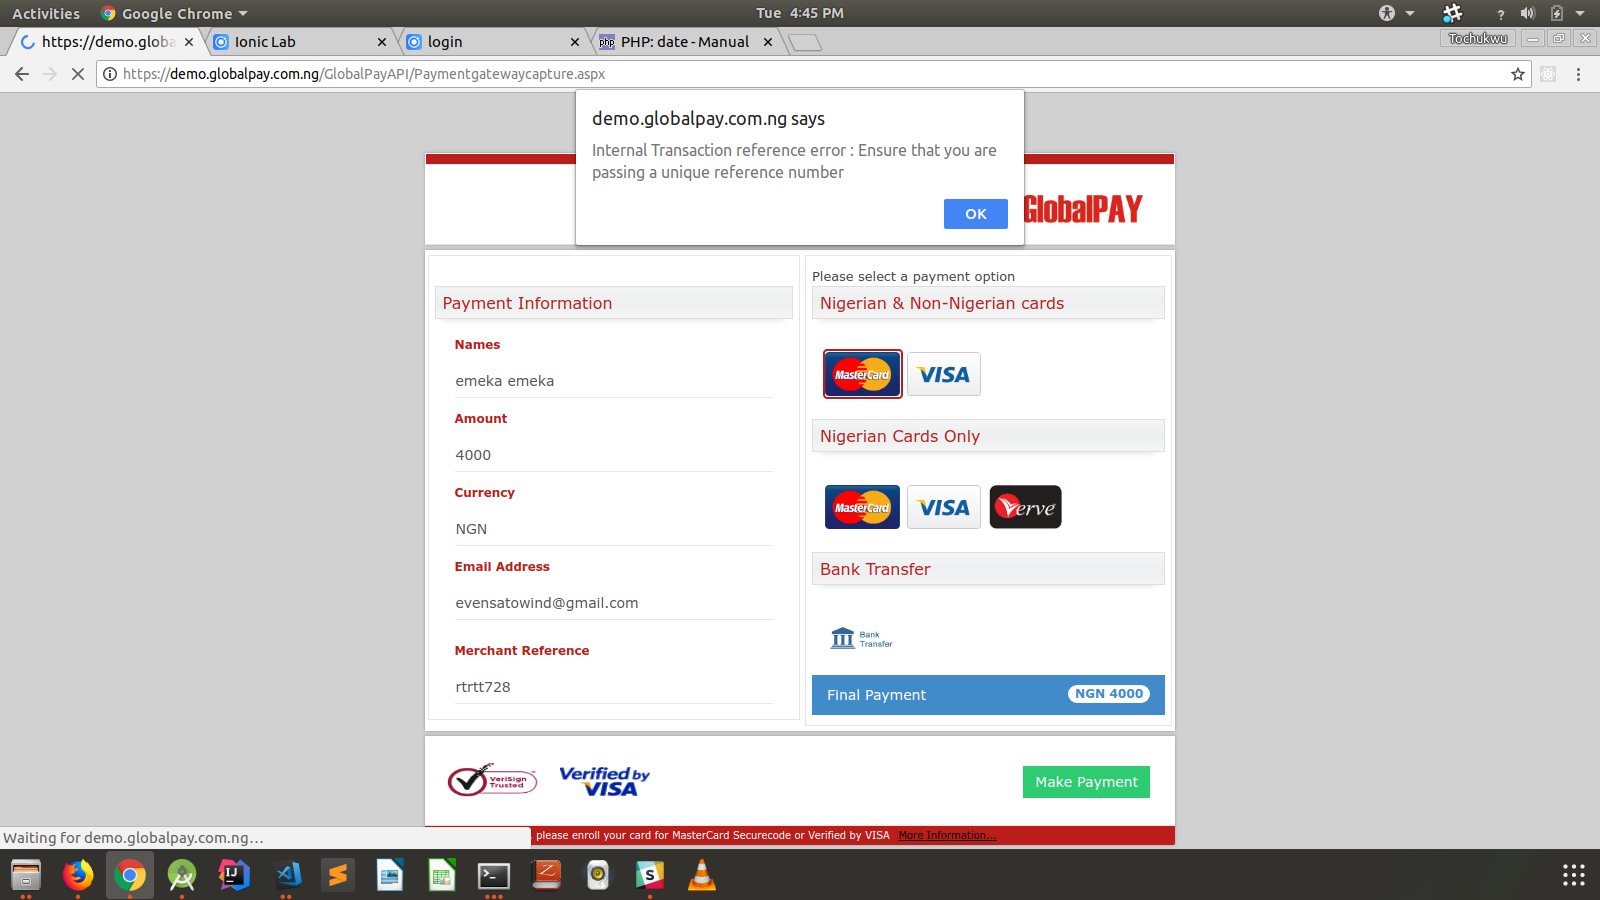 Activities
Google Chrome
Tue 4:45 PM
?
https://demo.globa
Ionic Lab
login
php
PHP: date - Manual
Tochukwu
https://demo.globalpay.com.ng/GlobalPayAPI/Paymentgatewaycapture.aspx
demo.globalpay.com.ng says
Internal Transaction reference error : Ensure that you are
passing a unique reference number
OK
GlobalPAY
Payment Information
Names
emeka emeka
Amount
4000
Currency
NGN
Email Address
evensatowind@gmail.com
Merchant Reference
rtrtt728
Please select a payment option
Nigerian & Non-Nigerian cards
MasterCard
VISA
Nigerian Cards Only
MasterCard
VISA
Verve
Bank Transfer
Bank
Transfer
Final Payment
NGN 4000
VeriSign
Trusted
Verified by
VISA
Make Payment
Waiting for demo.globalpay.com.ng...
please enroll your card for MasterCard Securecode or Verified by VISA
More Information...